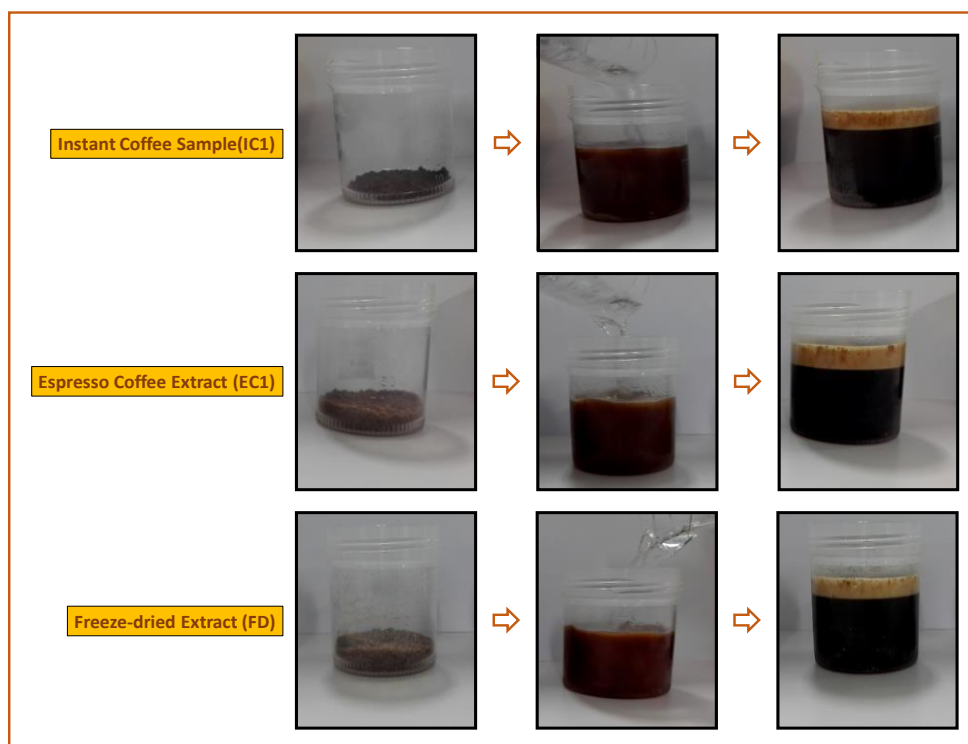 Instant Coffee Sample(IC1)
Espresso Coffee Extract (EC1)
Freeze-dried Extract (FD)